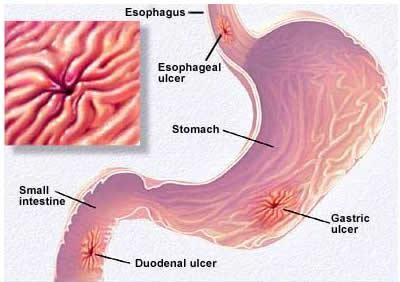 Esophagus
Esophageal
ulcer
Stomach
Small
intestine
Gastric
ulcer
Duodenal ulcer